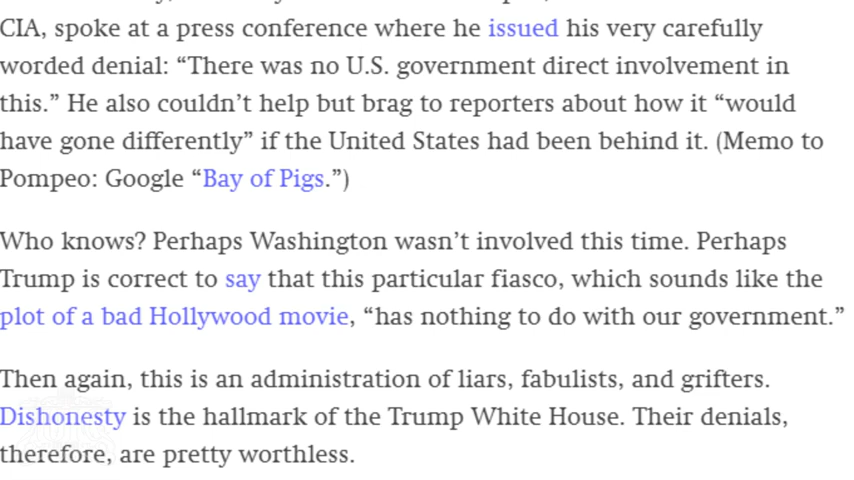 CIA, spoke at a press conference where he issued his very carefully
worded denial: “There was no U.S. government direct involvement in
this.” He also couldn’t help but brag to reporters about how it “would
have gone differently” if the United States had been behind it. (Memo to
Pompeo: Google “Bay of Pigs.”)
Who knows? Perhaps Washington wasn’t involved this time. Perhaps
Trump is correct to say that this particular fiasco, which sounds like the
plot of a bad Hollywood movie, “has nothing to do with our government.”
Then again, this is an administration of liars, fabulists, and grifters.
Dishonesty is the hallmark of the Trump White House. Their denials,
therefore, are pretty worthless.